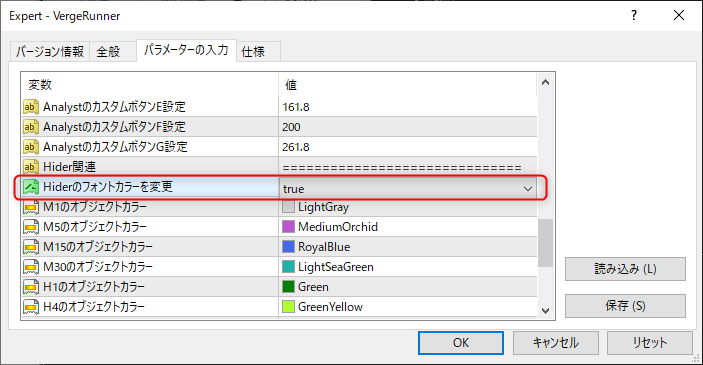 Expert - VergeRunner
バージョン情報 全般 パラメーターの入力 仕様
変数 値
ab AnalystのカスタムボタンE設定 161.8
ab AnalystのカスタムボタンF設定 200
ab AnalystのカスタムボタンG設定 261.8
ab Hider関連 ==============================
Hiderのフォントカラーを変更 true
M1のオブジェクトカラー LightGray
M5のオブジェクトカラー MediumOrchid
M15のオブジェクトカラー RoyalBlue
M30のオブジェクトカラー LightSeaGreen
H1のオブジェクトカラー Green
H4のオブジェクトカラー GreenYellow
読み込み (L)
保存 (S)
OK キャンセル リセット